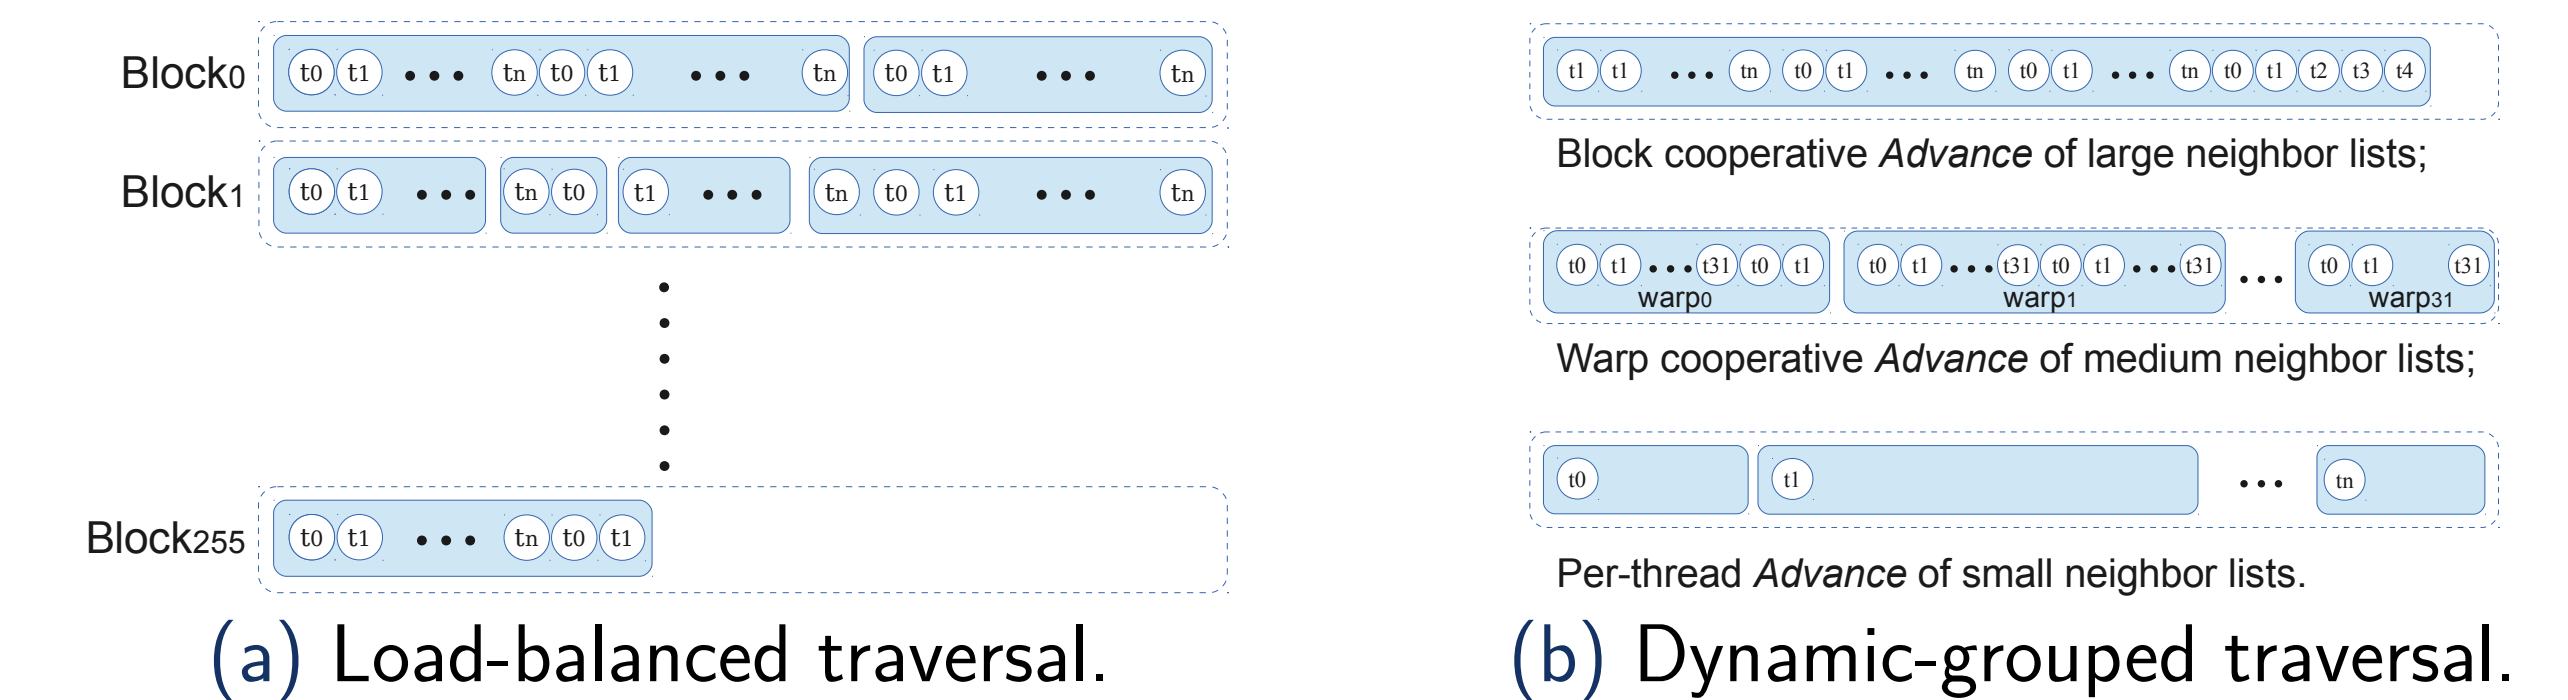 Block0 t0 t1 ••• tn t0 t1 ••• tn t0 t1 ••• tn
Block1 t0 t1 ••• tn t0 t1 ••• tn t0 t1 ••• tn
Block255 t0 t1 ••• tn t0 t1
(a) Load-balanced traversal.
t1 t1 ••• tn t0 t1 ••• tn t0 t1 ••• tn t0 t1 t2 t3 t4
Block cooperative Advance of large neighbor lists;
t0 t1 ••• t31 t0 t1 t0 t1 ••• t31 t0 t1 ••• t31 ••• t0 t1 t31
warp0 warp1 warp31
Warp cooperative Advance of medium neighbor lists;
t0 t1 ••• tn
Per-thread Advance of small neighbor lists.
(b) Dynamic-grouped traversal.